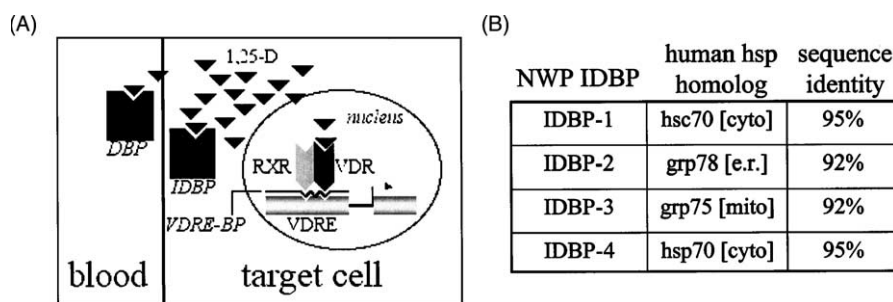 (A)
1,25-D
nucleus
DBP
IDBP
RXR
VDR
VDRE-BP
VDRE
blood
target cell
(B)
NWP IDBP
human hsp homolog
sequence identity
IDBP-1 hsc70 [cyto] 95%
IDBP-2 grp78 [e.r.] 92%
IDBP-3 grp75 [mito] 92%
IDBP-4 hsp70 [cyto] 95%